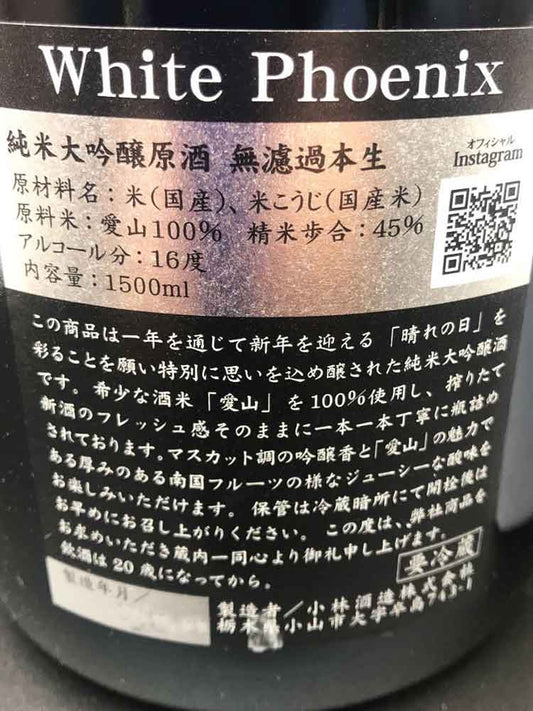 White Phoenix
純米大吟醸原酒 無濾過本生
オフィシャル
Instagram
原材料名：米(国産)、米こうじ(国産米)
原料米：愛山100% 精米歩合：45%
アルコール分：16度
内容量：1500ml
この商品は一年を通じて新年を迎える「晴れの日」を
彩ることを願い特別に思いを込め醸された純米大吟醸酒
です。希少な酒米「愛山」を100%使用し、搾りたて
新酒のフレッシュ感そのままに一本一本丁寧に瓶詰め
されております。マスカット調の吟醸香と「愛山」の魅力で
ある厚みのある南国フルーツの様なジューシーな酸味を
お楽しみいただけます。保管は冷蔵暗所にて開栓後は
お早めにお召し上がりください。この度は、弊社商品を
お求めいただき蔵内一同心より御礼申し上げます。
飲酒は20歳になってから。
要冷蔵
製造年月／
製造者／小林酒造株式会社
栃木県小山市大字卒島743-1